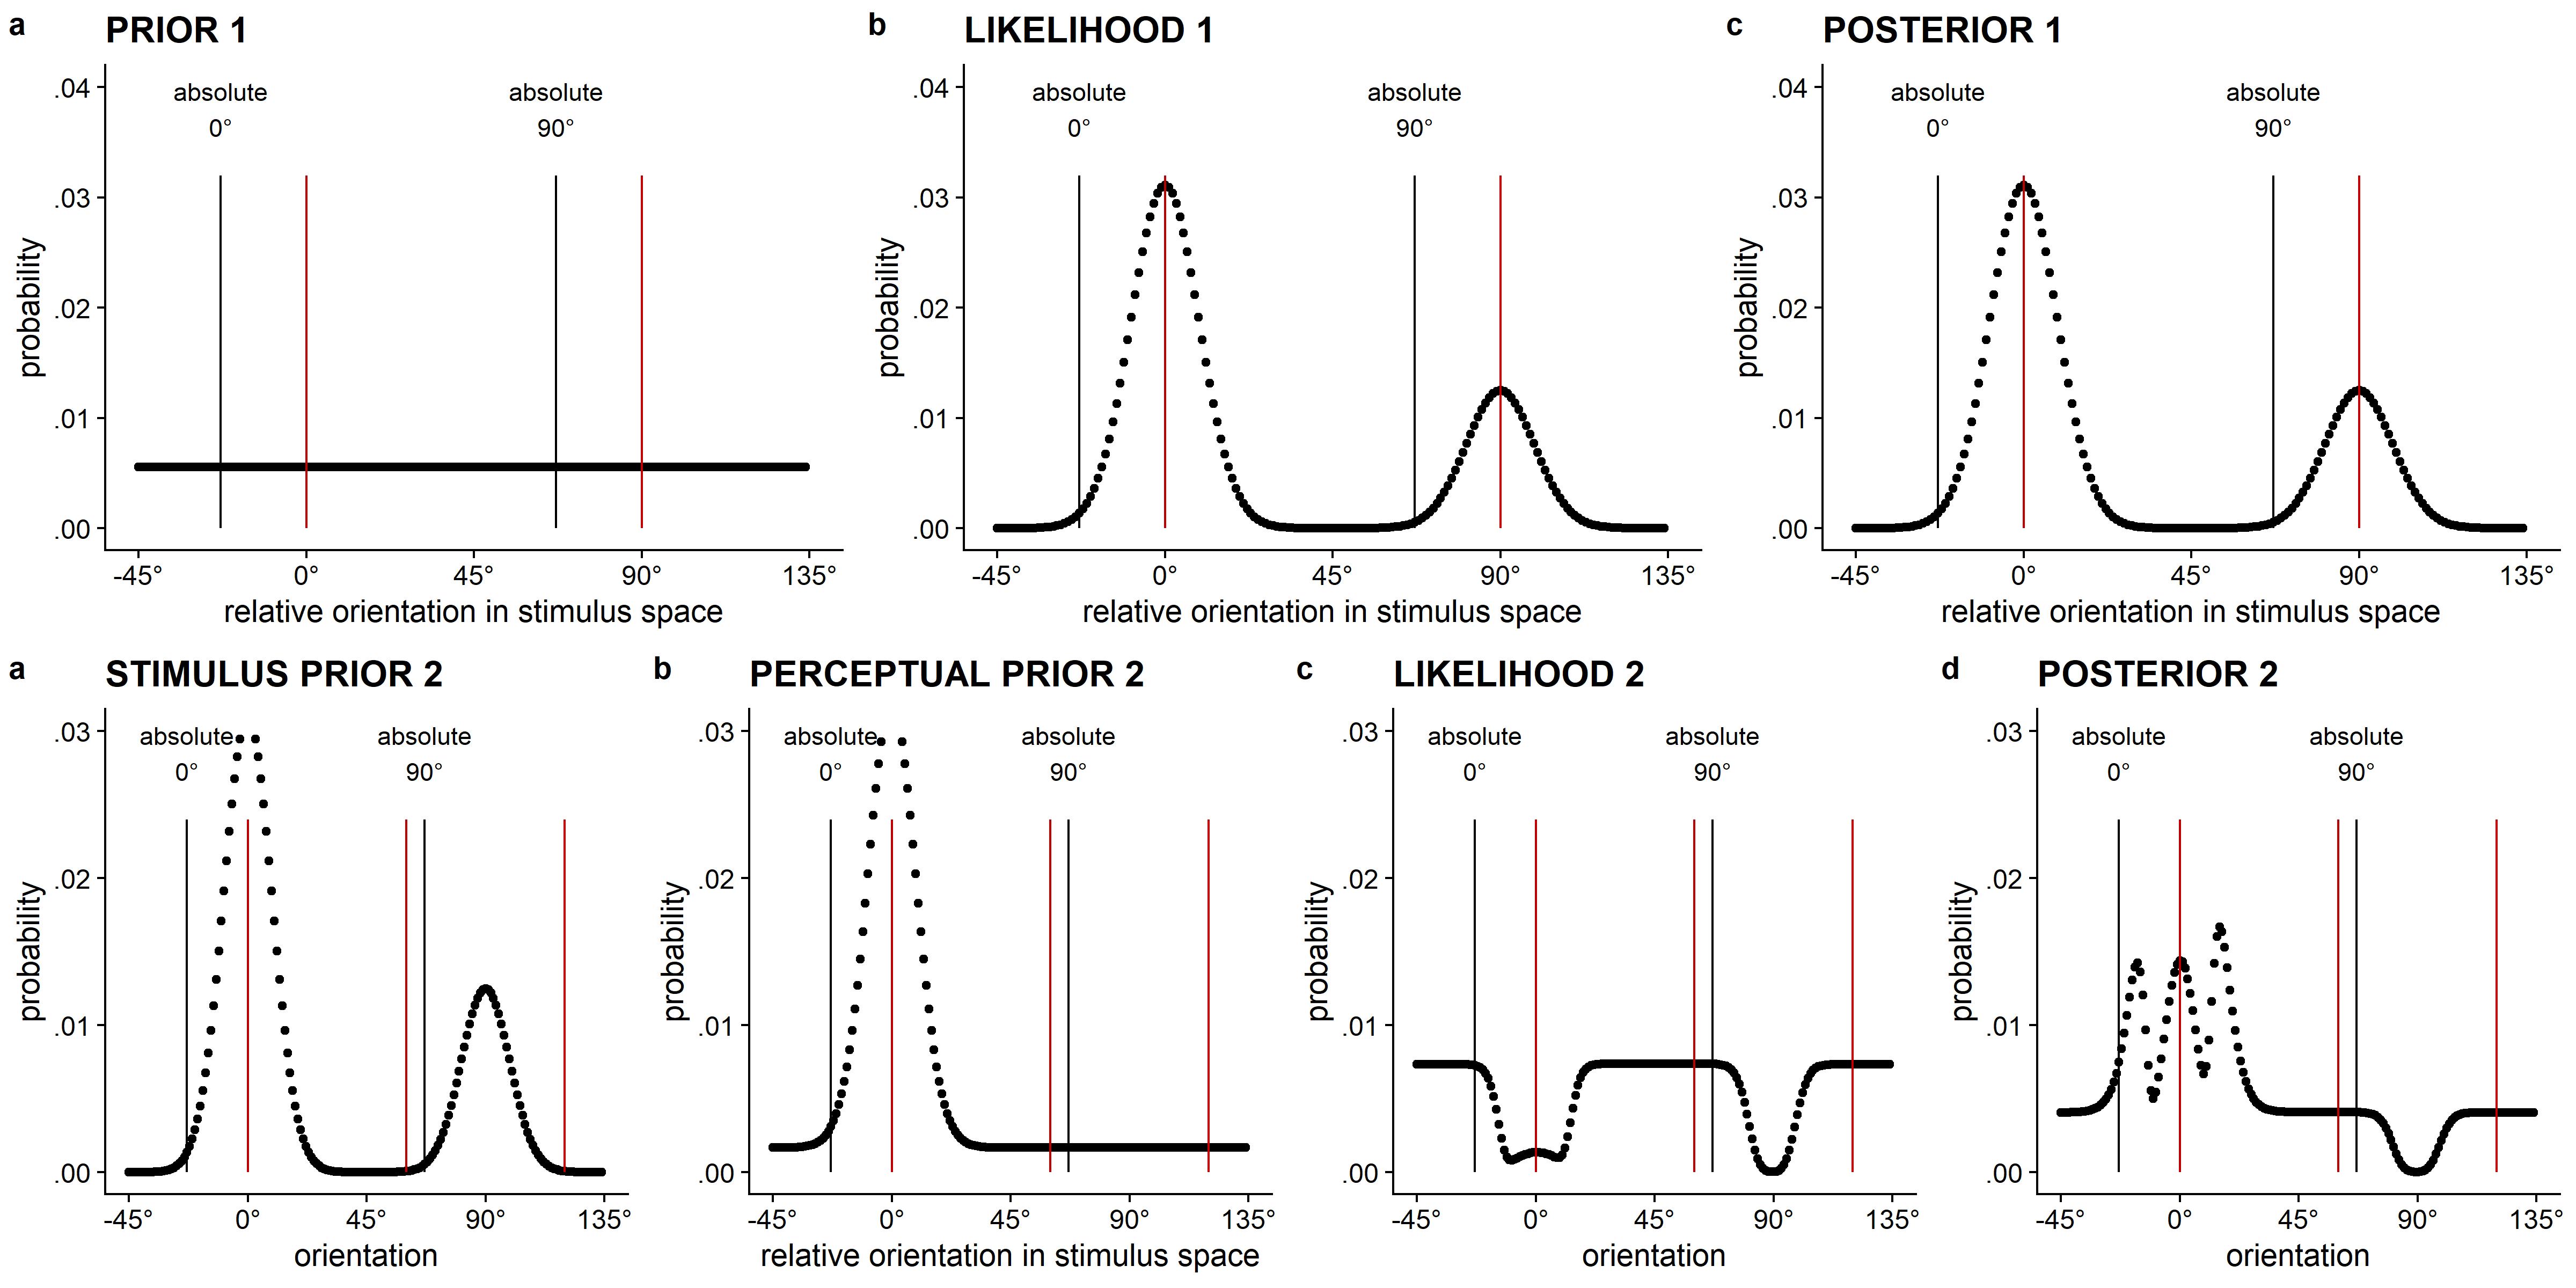 a PRIOR 1
.04
absolute absolute
0° 90°
.03
.02
.01
.00
probability
-45° 0° 45° 90° 135°
relative orientation in stimulus space
b LIKELIHOOD 1
.04
absolute absolute
0° 90°
.03
.02
.01
.00
probability
-45° 0° 45° 90° 135°
relative orientation in stimulus space
c POSTERIOR 1
.04
absolute absolute
0° 90°
.03
.02
.01
.00
probability
-45° 0° 45° 90° 135°
relative orientation in stimulus space
a STIMULUS PRIOR 2
.03
absolute absolute
0° 90°
.02
.01
.00
probability
-45° 0° 45° 90° 135°
orientation
b PERCEPTUAL PRIOR 2
.03
absolute absolute
0° 90°
.02
.01
.00
probability
-45° 0° 45° 90° 135°
relative orientation in stimulus space
c LIKELIHOOD 2
.03
absolute absolute
0° 90°
.02
.01
.00
probability
-45° 0° 45° 90° 135°
orientation
d POSTERIOR 2
.03
absolute absolute
0° 90°
.02
.01
.00
probability
-45° 0° 45° 90° 135°
orientation